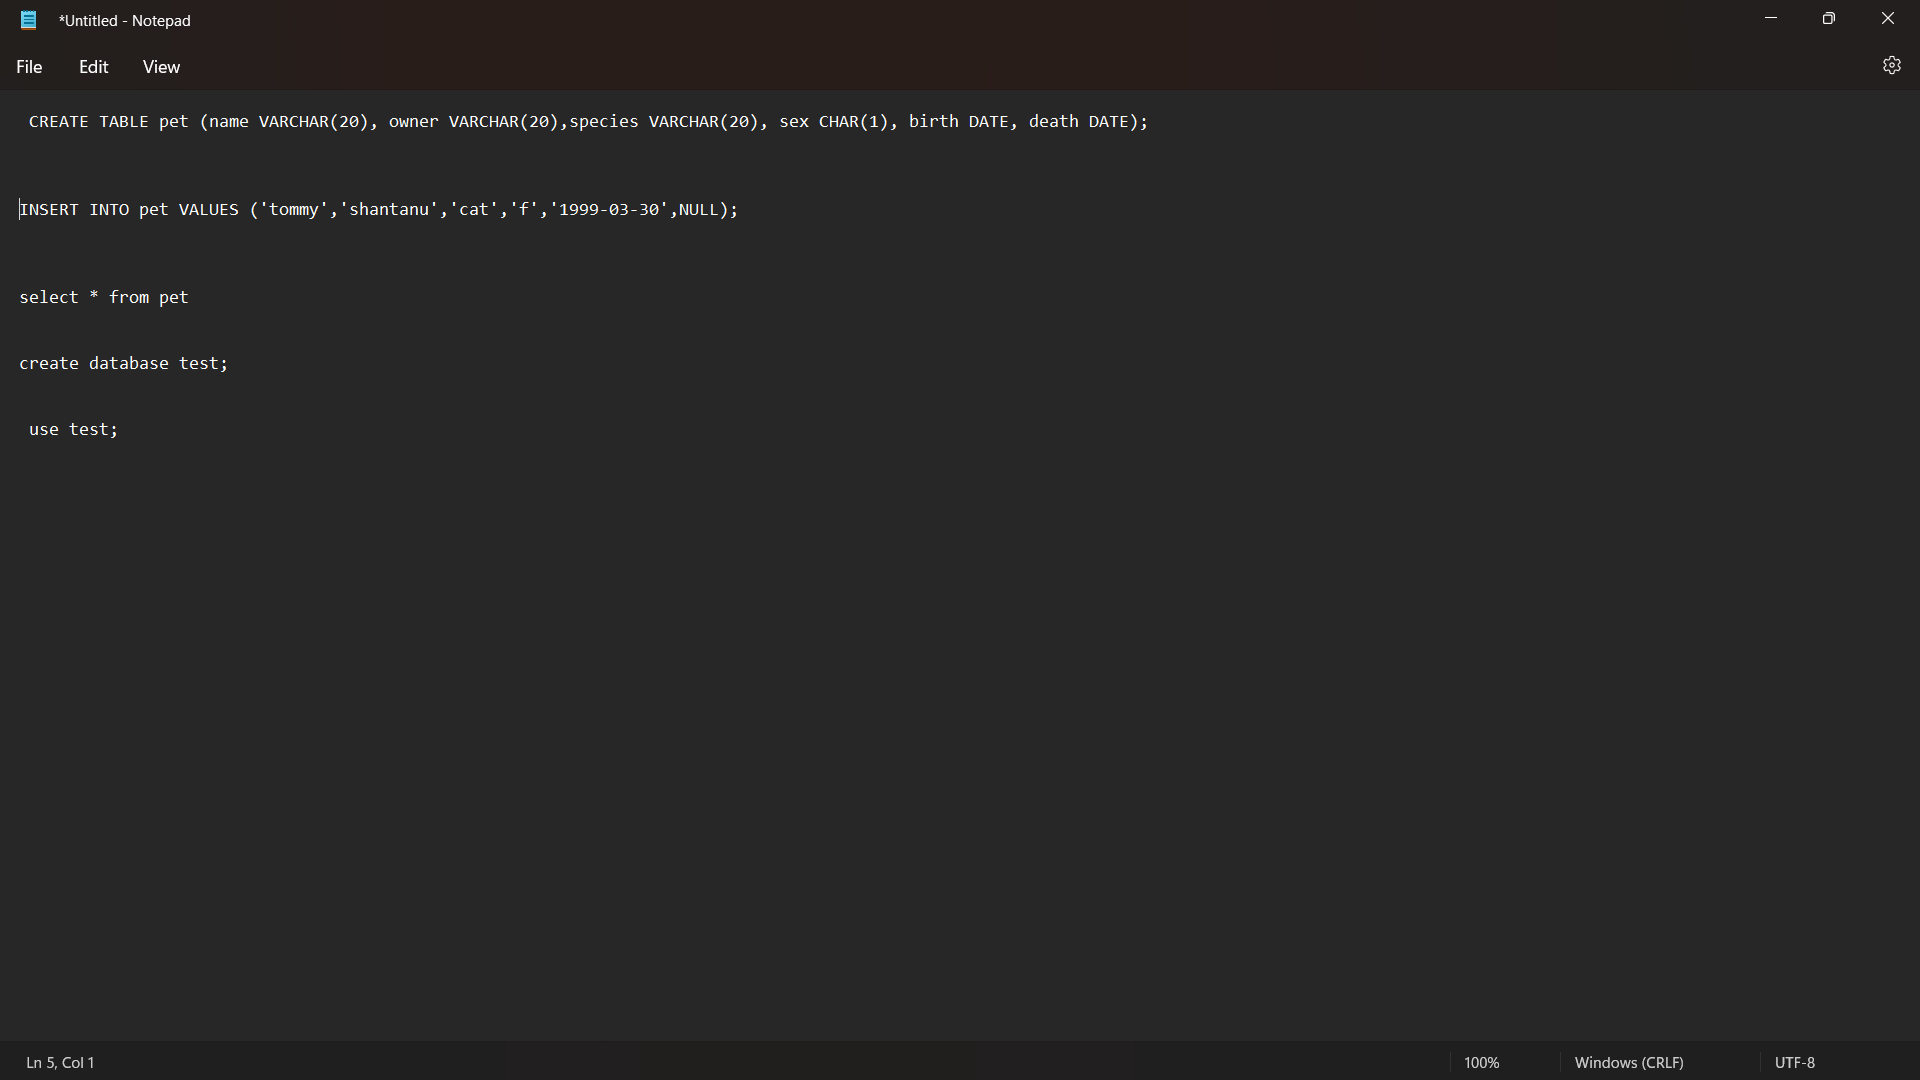 *Untitled - Notepad
File Edit View
CREATE TABLE pet (name VARCHAR(20), owner VARCHAR(20),species VARCHAR(20), sex CHAR(1), birth DATE, death DATE);
INSERT INTO pet VALUES ('tommy','shantanu','cat','f','1999-03-30',NULL);
select * from pet
create database test;
use test;
Ln 5, Col 1 100% Windows (CRLF) UTF-8